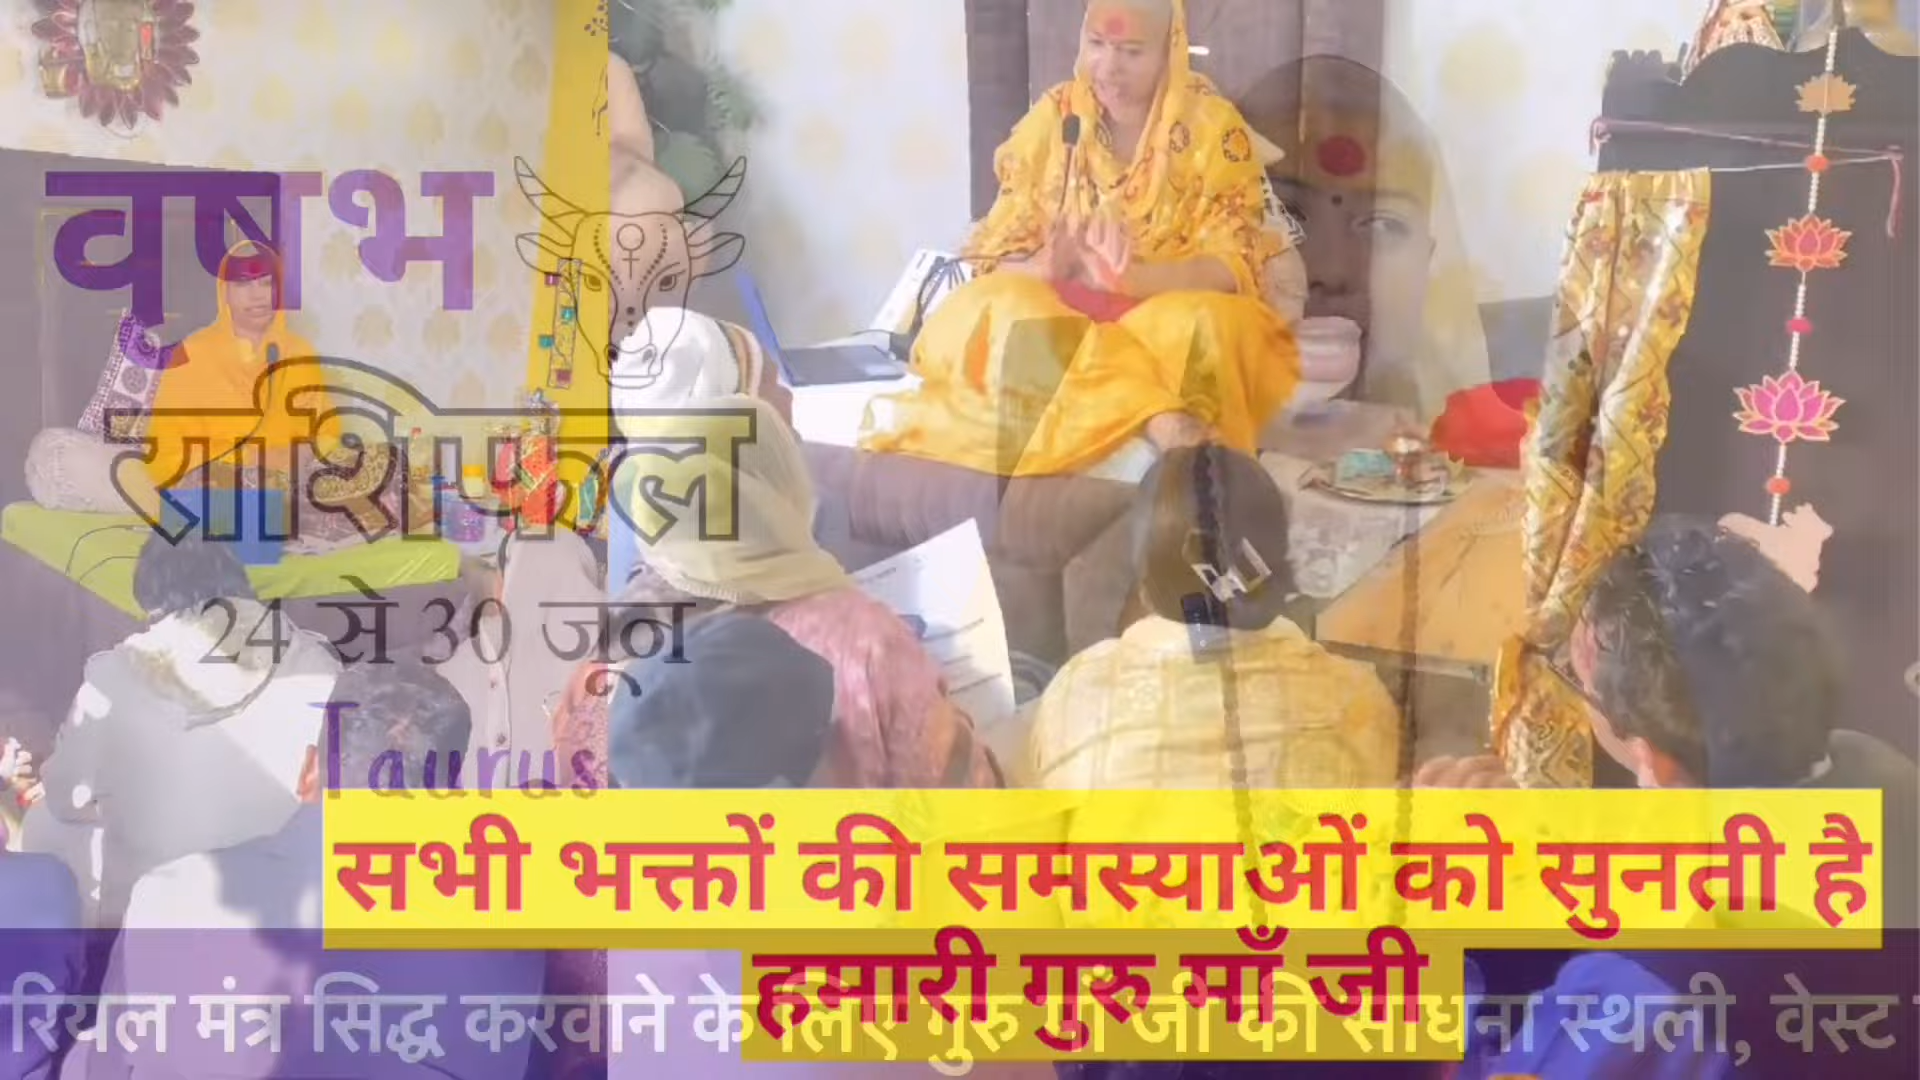 वृषभ
राशिफल
24 से 30 जून
Taurus
सभी भक्तों की समस्याओं को सुनती है
हमारी गुरु माँ जी
रियल मंत्र सिद्ध करवाने के लिए गुरु माँ जी की साधना स्थली, वेस्ट